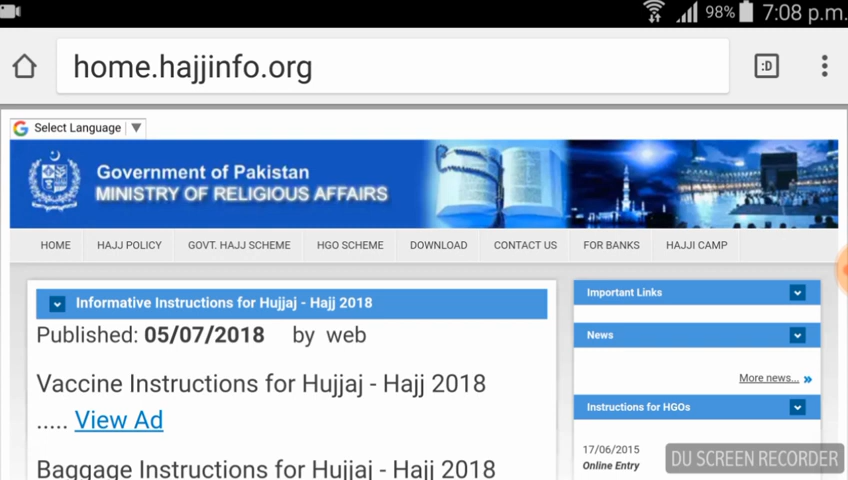 98% 7:08 p.m.
home.hajjinfo.org
:D
Select Language
Government of Pakistan
MINISTRY OF RELIGIOUS AFFAIRS
HOME HAJJ POLICY GOVT. HAJJ SCHEME HGO SCHEME DOWNLOAD CONTACT US FOR BANKS HAJJI CAMP
Informative Instructions for Hujjaj - Hajj 2018
Published: 05/07/2018 by web
Vaccine Instructions for Hujjaj - Hajj 2018
..... View Ad
Baggage Instructions for Hujjaj - Hajj 2018
Important Links
News
More news...
Instructions for HGOs
17/06/2015
Online Entry
DU SCREEN RECORDER